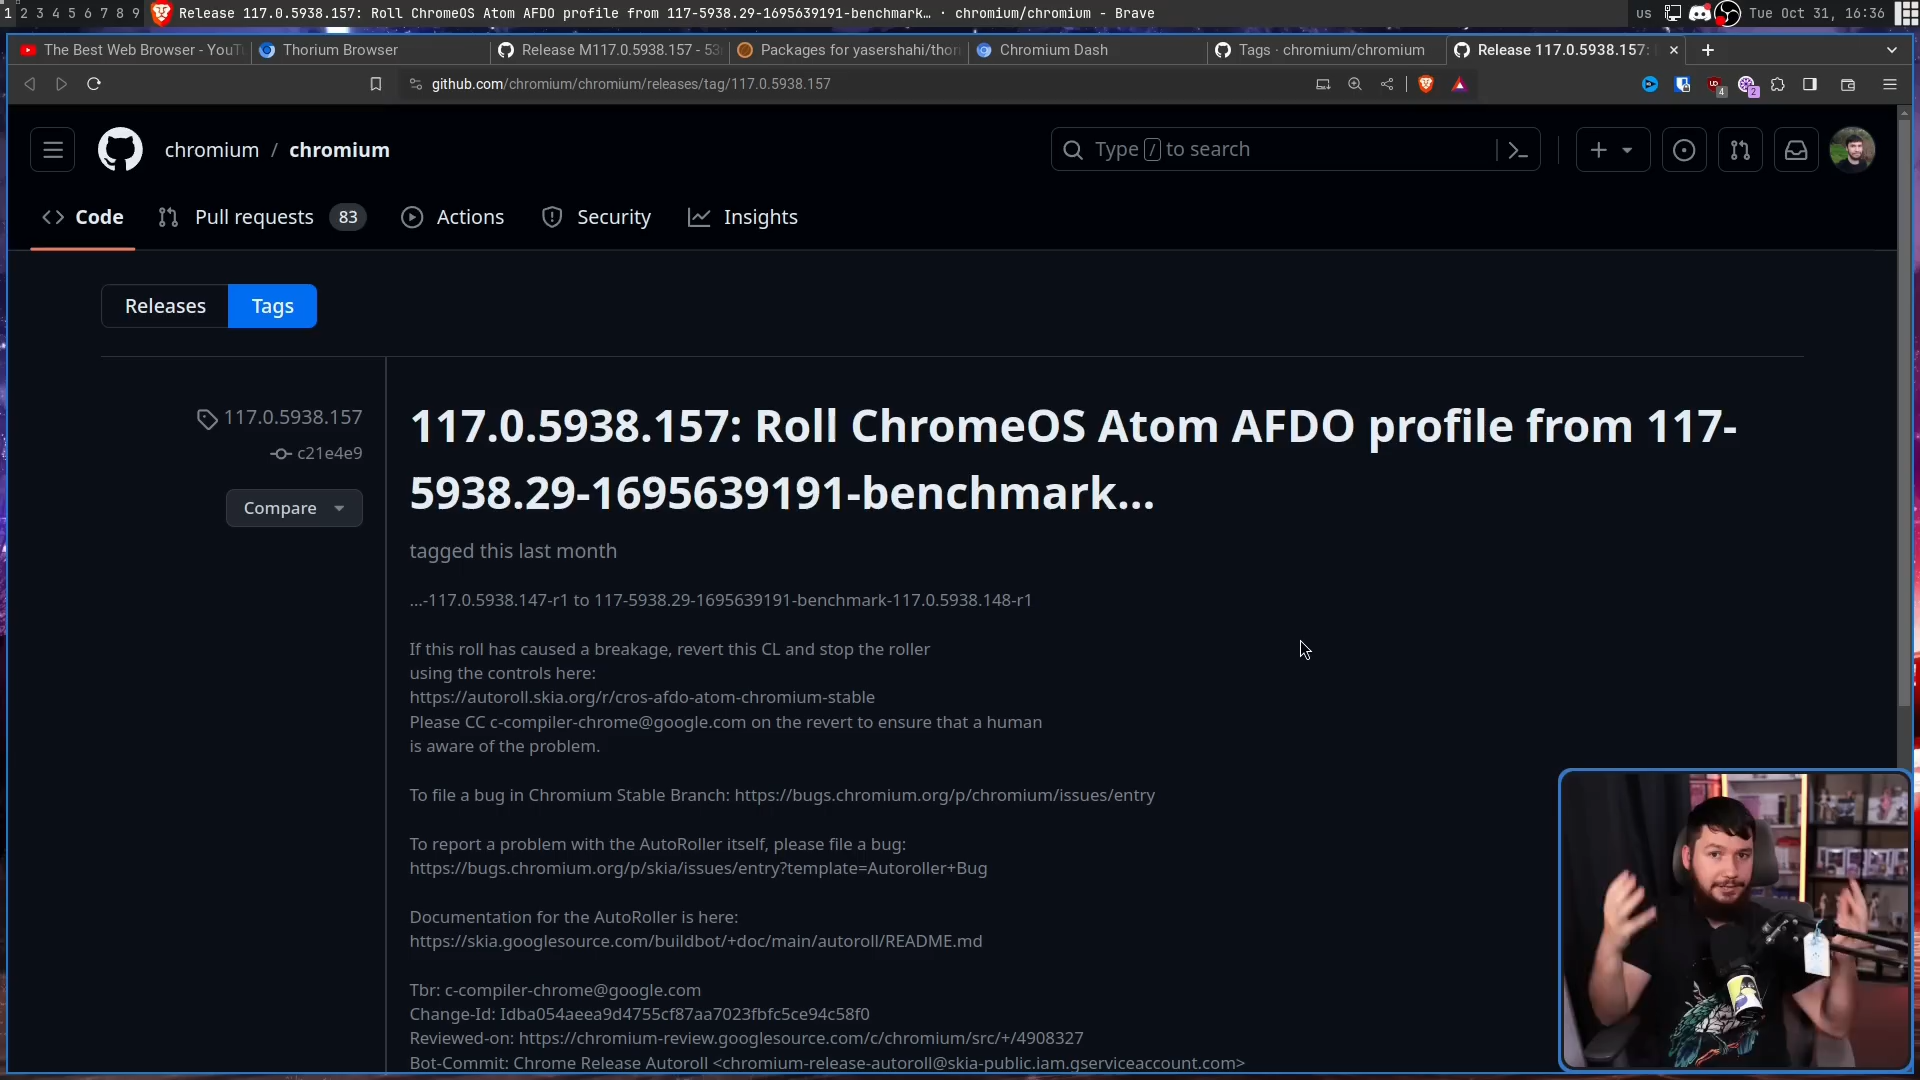 1 2 3 4 5 6 7 8 9 Release 117.0.5938.157: Roll ChromeOS Atom AFDO profile from 117-5938.29-1695639191-benchmark… · chromium/chromium - Brave us Tue Oct 31, 16:36
The Best Web Browser - YouT Thorium Browser Release M117.0.5938.157 - 53 Packages for yasershahi/thor Chromium Dash Tags · chromium/chromium Release 117.0.5938.157:
github.com/chromium/chromium/releases/tag/117.0.5938.157
4 2
chromium / chromium Type / to search
Code Pull requests 83 Actions Security Insights
Releases Tags
117.0.5938.157
c21e4e9
Compare
117.0.5938.157: Roll ChromeOS Atom AFDO profile from 117-
5938.29-1695639191-benchmark…
tagged this last month
…-117.0.5938.147-r1 to 117-5938.29-1695639191-benchmark-117.0.5938.148-r1
If this roll has caused a breakage, revert this CL and stop the roller
using the controls here:
https://autoroll.skia.org/r/cros-afdo-atom-chromium-stable
Please CC c-compiler-chrome@google.com on the revert to ensure that a human
is aware of the problem.
To file a bug in Chromium Stable Branch: https://bugs.chromium.org/p/chromium/issues/entry
To report a problem with the AutoRoller itself, please file a bug:
https://bugs.chromium.org/p/skia/issues/entry?template=Autoroller+Bug
Documentation for the AutoRoller is here:
https://skia.googlesource.com/buildbot/+doc/main/autoroll/README.md
Tbr: c-compiler-chrome@google.com
Change-Id: Idba054aeea9d4755cf87aa7023fbfc5ce94c58f0
Reviewed-on: https://chromium-review.googlesource.com/c/chromium/src/+/4908327
Bot-Commit: Chrome Release Autoroll <chromium-release-autoroll@skia-public.iam.gserviceaccount.com>